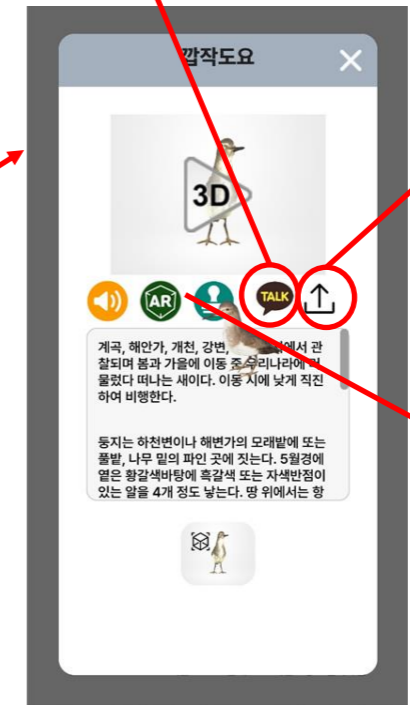 깝작도요
3D
AR
TALK
계곡, 해안가, 개천, 강변, 에서 관
찰되며 봄과 가을에 이동 중 우리나라에
물렀다 떠나는 새이다. 이동 시에 낮게 직진
하여 비행한다.
둥지는 하천변이나 해변가의 모래밭에 또는
풀밭, 나무 밑의 파인 곳에 짓는다. 5월경에
옅은 황갈색바탕에 흑갈색 또는 자색반점이
있는 알을 4개 정도 낳는다. 땅 위에서는 항